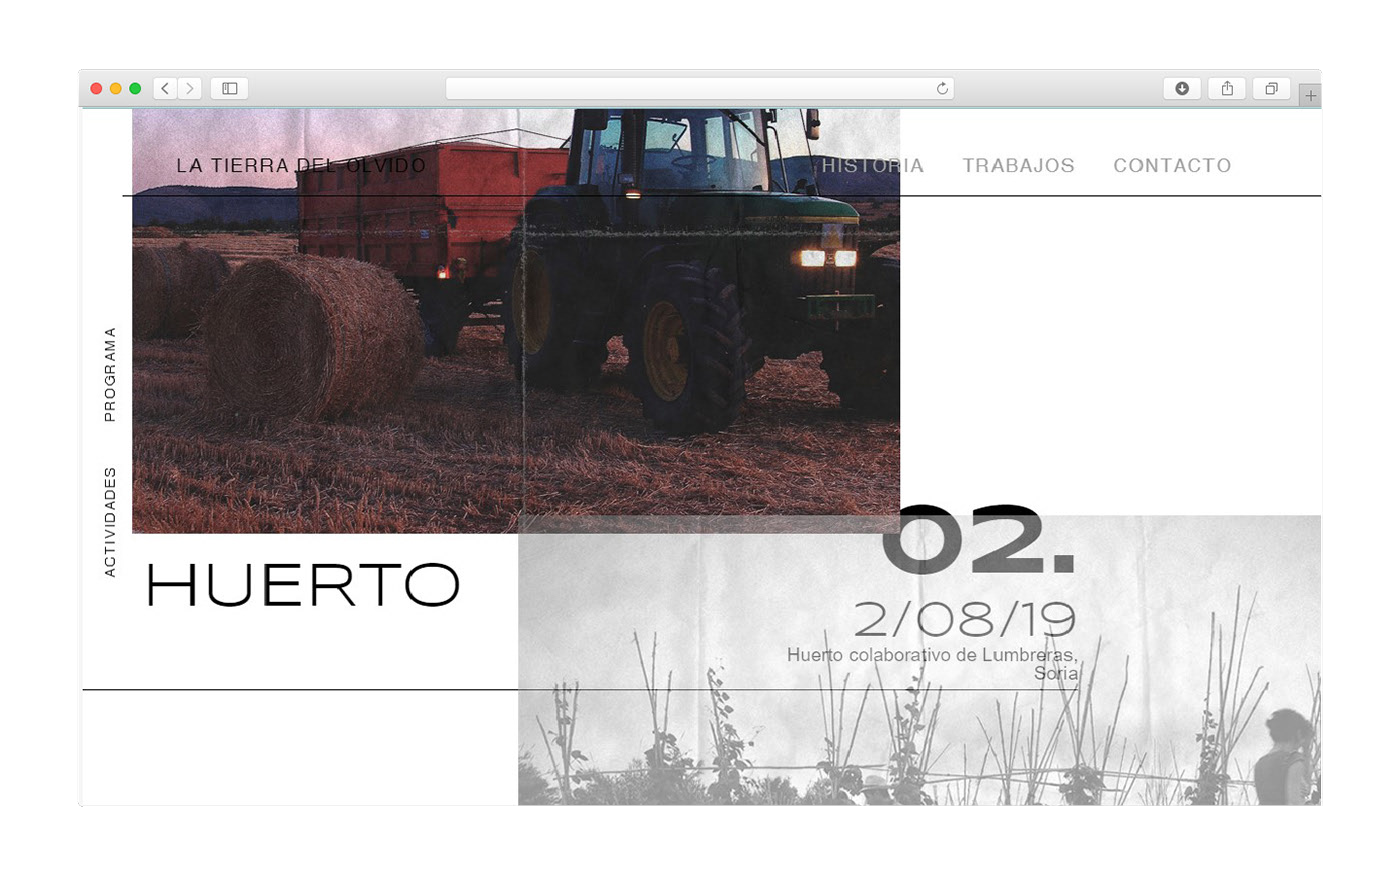 LA TIERRA DEL OLVIDO
HISTORIA
TRABAJOS
CONTACTO
PROGRAMA
ACTIVIDADES
HUERTO
02.
2/08/19
Huerto colaborativo de Lumbreras,
Soria